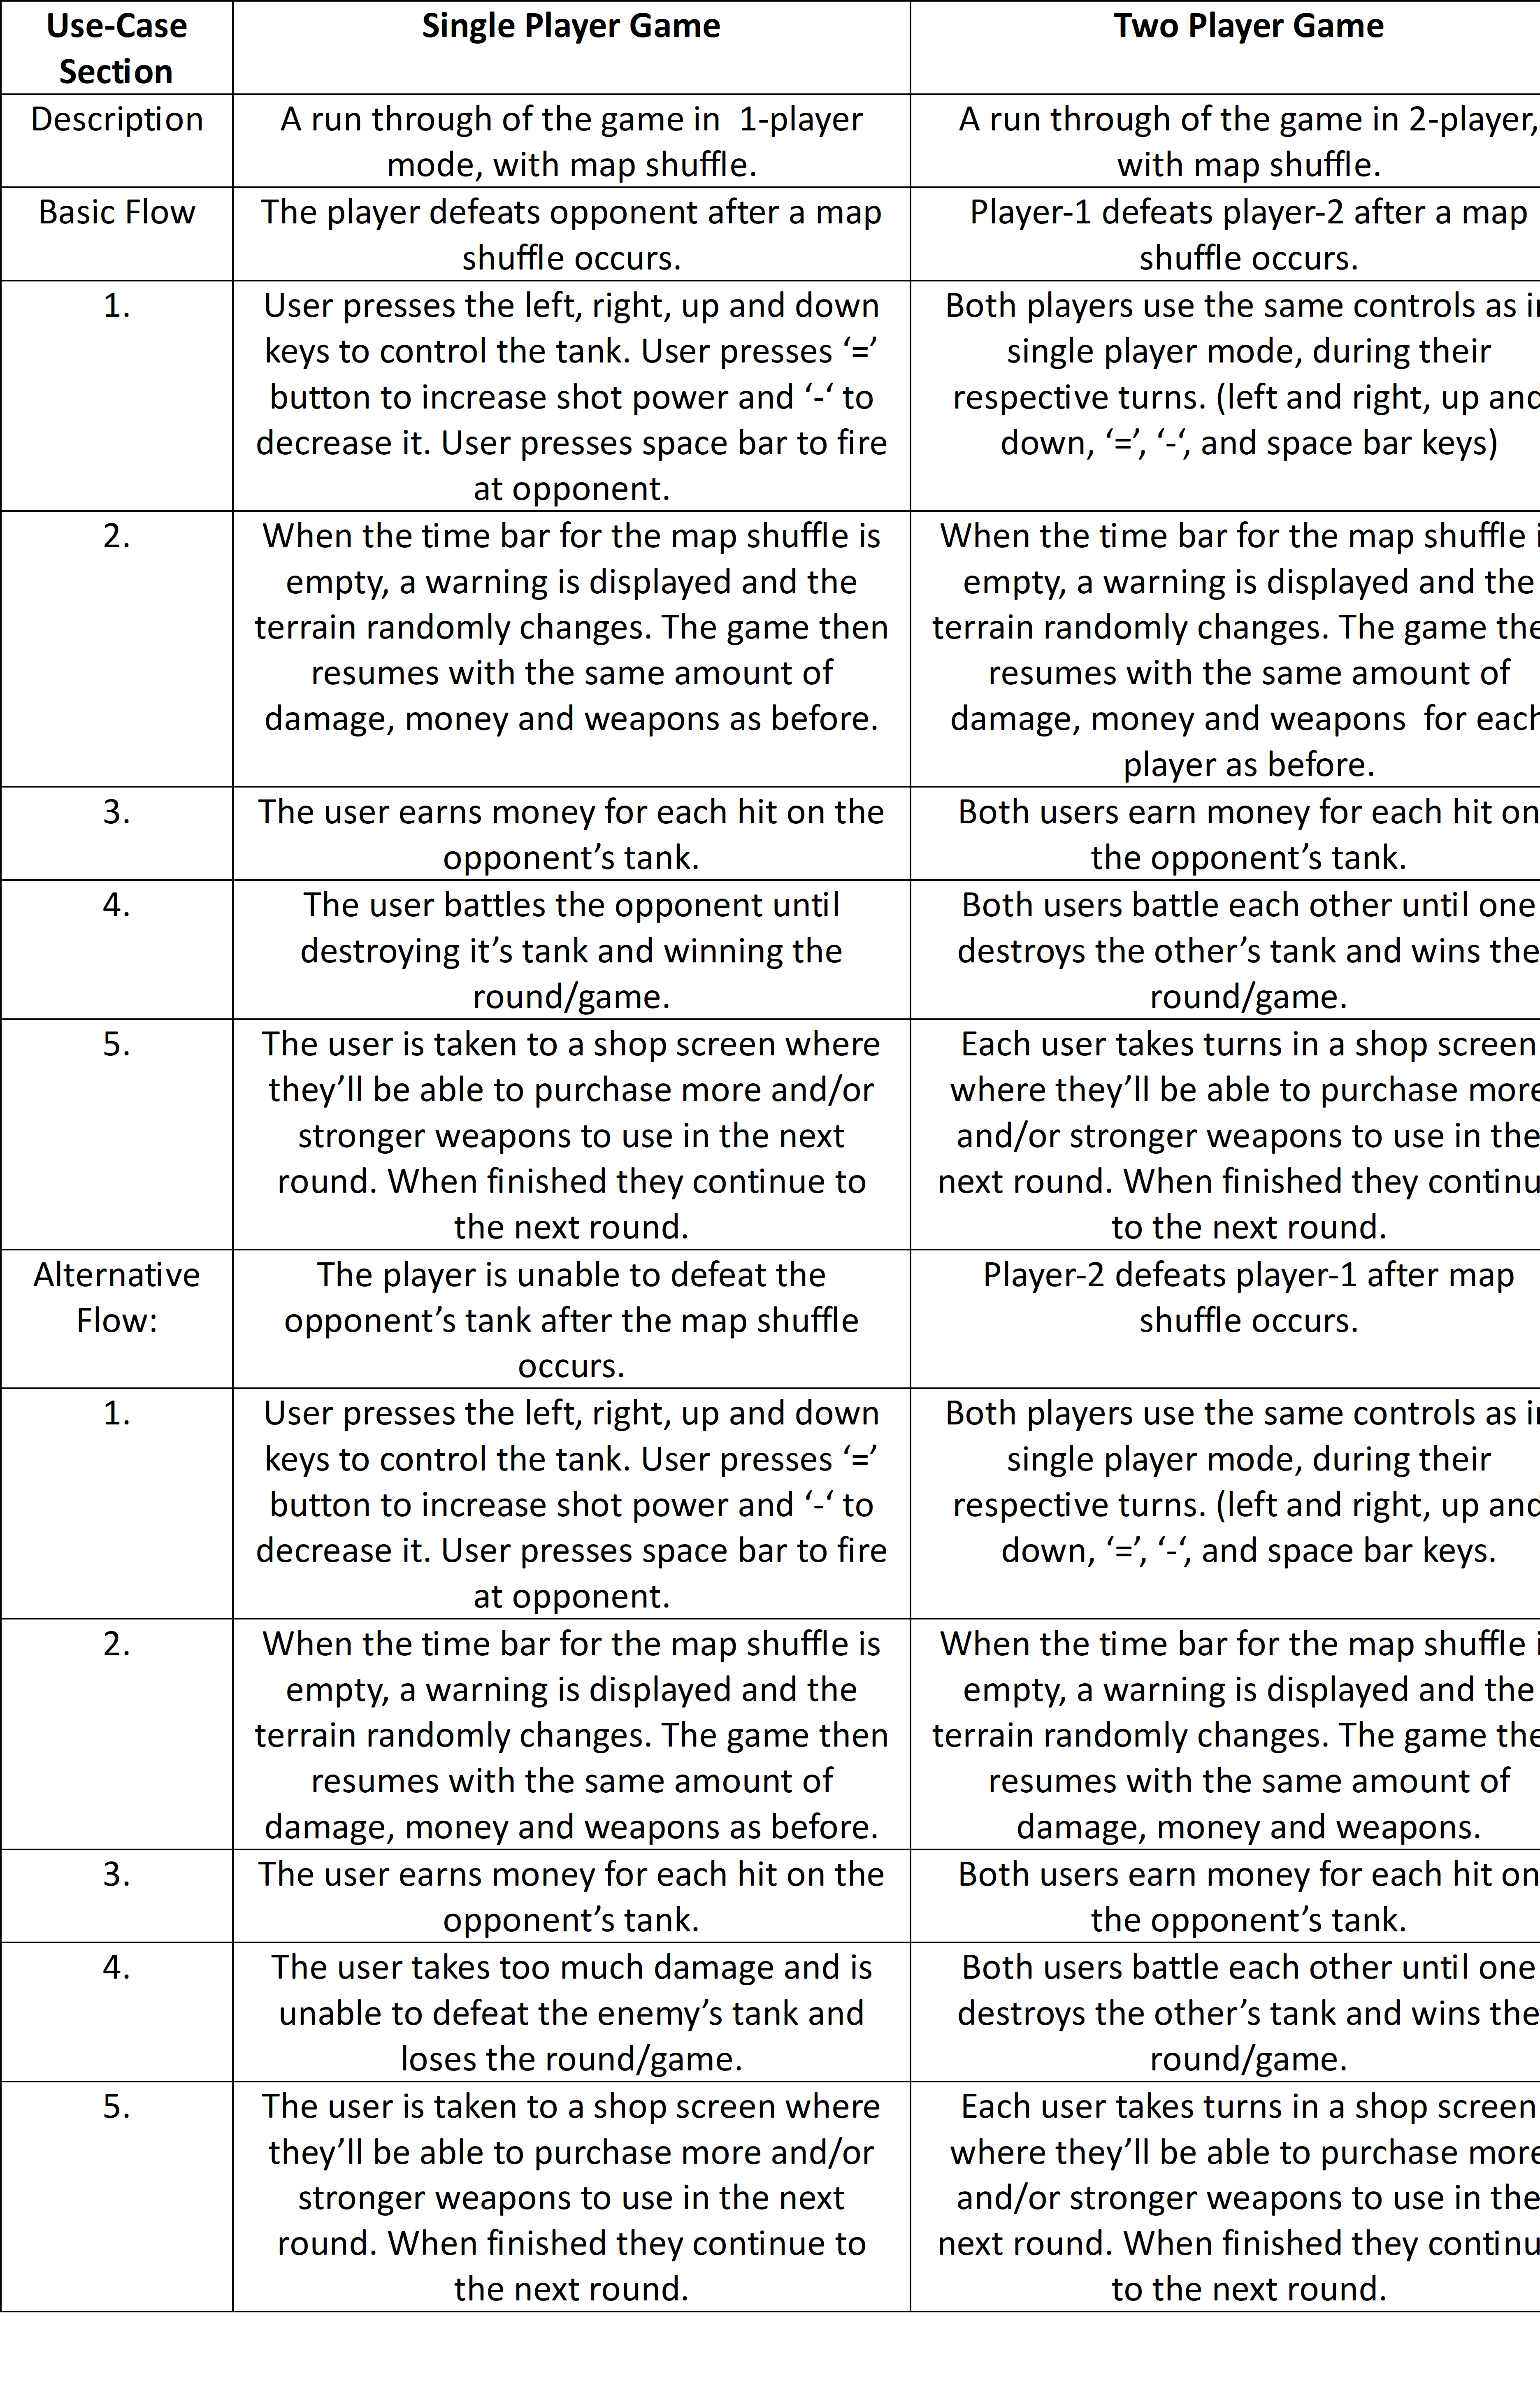 Use-Case
Section
Single Player Game
Two Player Game
Description
A run through of the game in 1-player
mode, with map shuffle.
A run through of the game in 2-player,
with map shuffle.
Basic Flow
The player defeats opponent after a map
shuffle occurs.
Player-1 defeats player-2 after a map
shuffle occurs.
1.
User presses the left, right, up and down
keys to control the tank. User presses ‘=’
button to increase shot power and ‘-‘ to
decrease it. User presses space bar to fire
at opponent.
Both players use the same controls as in
single player mode, during their
respective turns. (left and right, up and
down, ‘=’, ‘-‘, and space bar keys)
2.
When the time bar for the map shuffle is
empty, a warning is displayed and the
terrain randomly changes. The game then
resumes with the same amount of
damage, money and weapons as before.
When the time bar for the map shuffle i
empty, a warning is displayed and the
terrain randomly changes. The game the
resumes with the same amount of
damage, money and weapons for each
player as before.
3.
The user earns money for each hit on the
opponent’s tank.
Both users earn money for each hit on
the opponent’s tank.
4.
The user battles the opponent until
destroying it’s tank and winning the
round/game.
Both users battle each other until one
destroys the other’s tank and wins the
round/game.
5.
The user is taken to a shop screen where
they’ll be able to purchase more and/or
stronger weapons to use in the next
round. When finished they continue to
the next round.
Each user takes turns in a shop screen
where they’ll be able to purchase more
and/or stronger weapons to use in the
next round. When finished they continu
to the next round.
Alternative
Flow:
The player is unable to defeat the
opponent’s tank after the map shuffle
occurs.
Player-2 defeats player-1 after map
shuffle occurs.
1.
User presses the left, right, up and down
keys to control the tank. User presses ‘=’
button to increase shot power and ‘-‘ to
decrease it. User presses space bar to fire
at opponent.
Both players use the same controls as in
single player mode, during their
respective turns. (left and right, up and
down, ‘=’, ‘-‘, and space bar keys.
2.
When the time bar for the map shuffle is
empty, a warning is displayed and the
terrain randomly changes. The game then
resumes with the same amount of
damage, money and weapons as before.
When the time bar for the map shuffle i
empty, a warning is displayed and the
terrain randomly changes. The game the
resumes with the same amount of
damage, money and weapons.
3.
The user earns money for each hit on the
opponent’s tank.
Both users earn money for each hit on
the opponent’s tank.
4.
The user takes too much damage and is
unable to defeat the enemy’s tank and
loses the round/game.
Both users battle each other until one
destroys the other’s tank and wins the
round/game.
5.
The user is taken to a shop screen where
they’ll be able to purchase more and/or
stronger weapons to use in the next
round. When finished they continue to
the next round.
Each user takes turns in a shop screen
where they’ll be able to purchase more
and/or stronger weapons to use in the
next round. When finished they continu
to the next round.